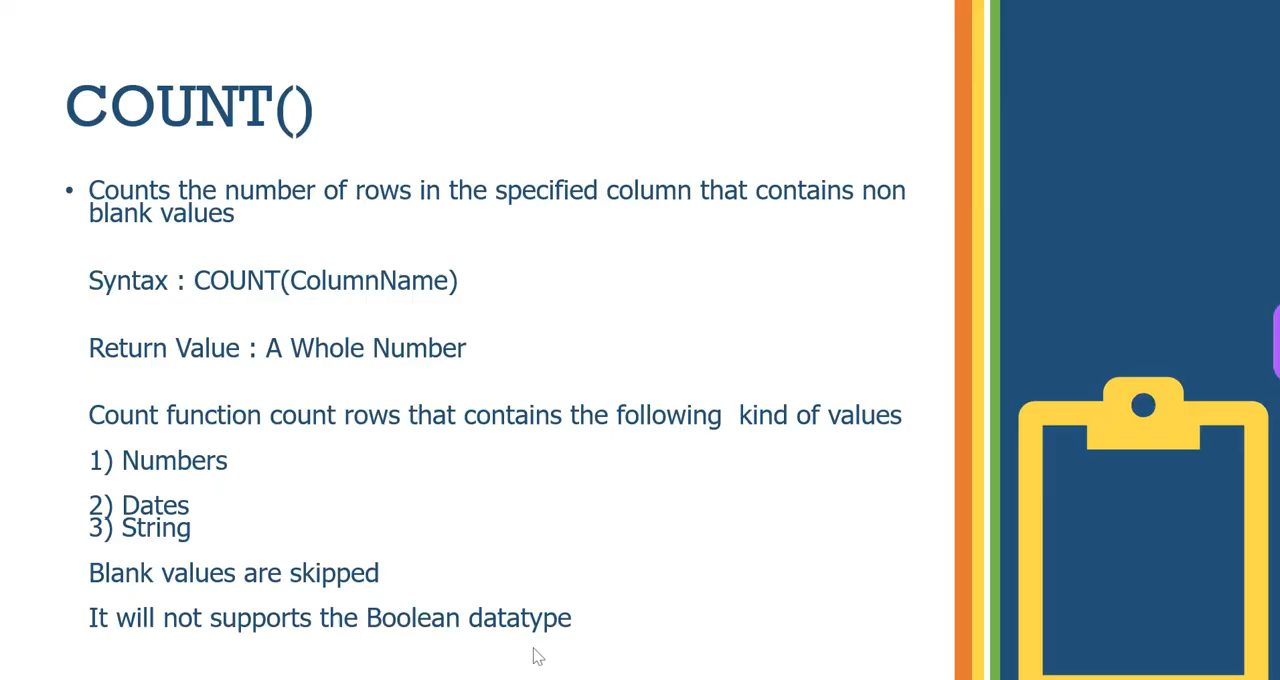 COUNT()
• Counts the number of rows in the specified column that contains non
blank values
Syntax : COUNT(ColumnName)
Return Value : A Whole Number
Count function count rows that contains the following  kind of values
1) Numbers
2) Dates
3) String
Blank values are skipped
It will not supports the Boolean datatype